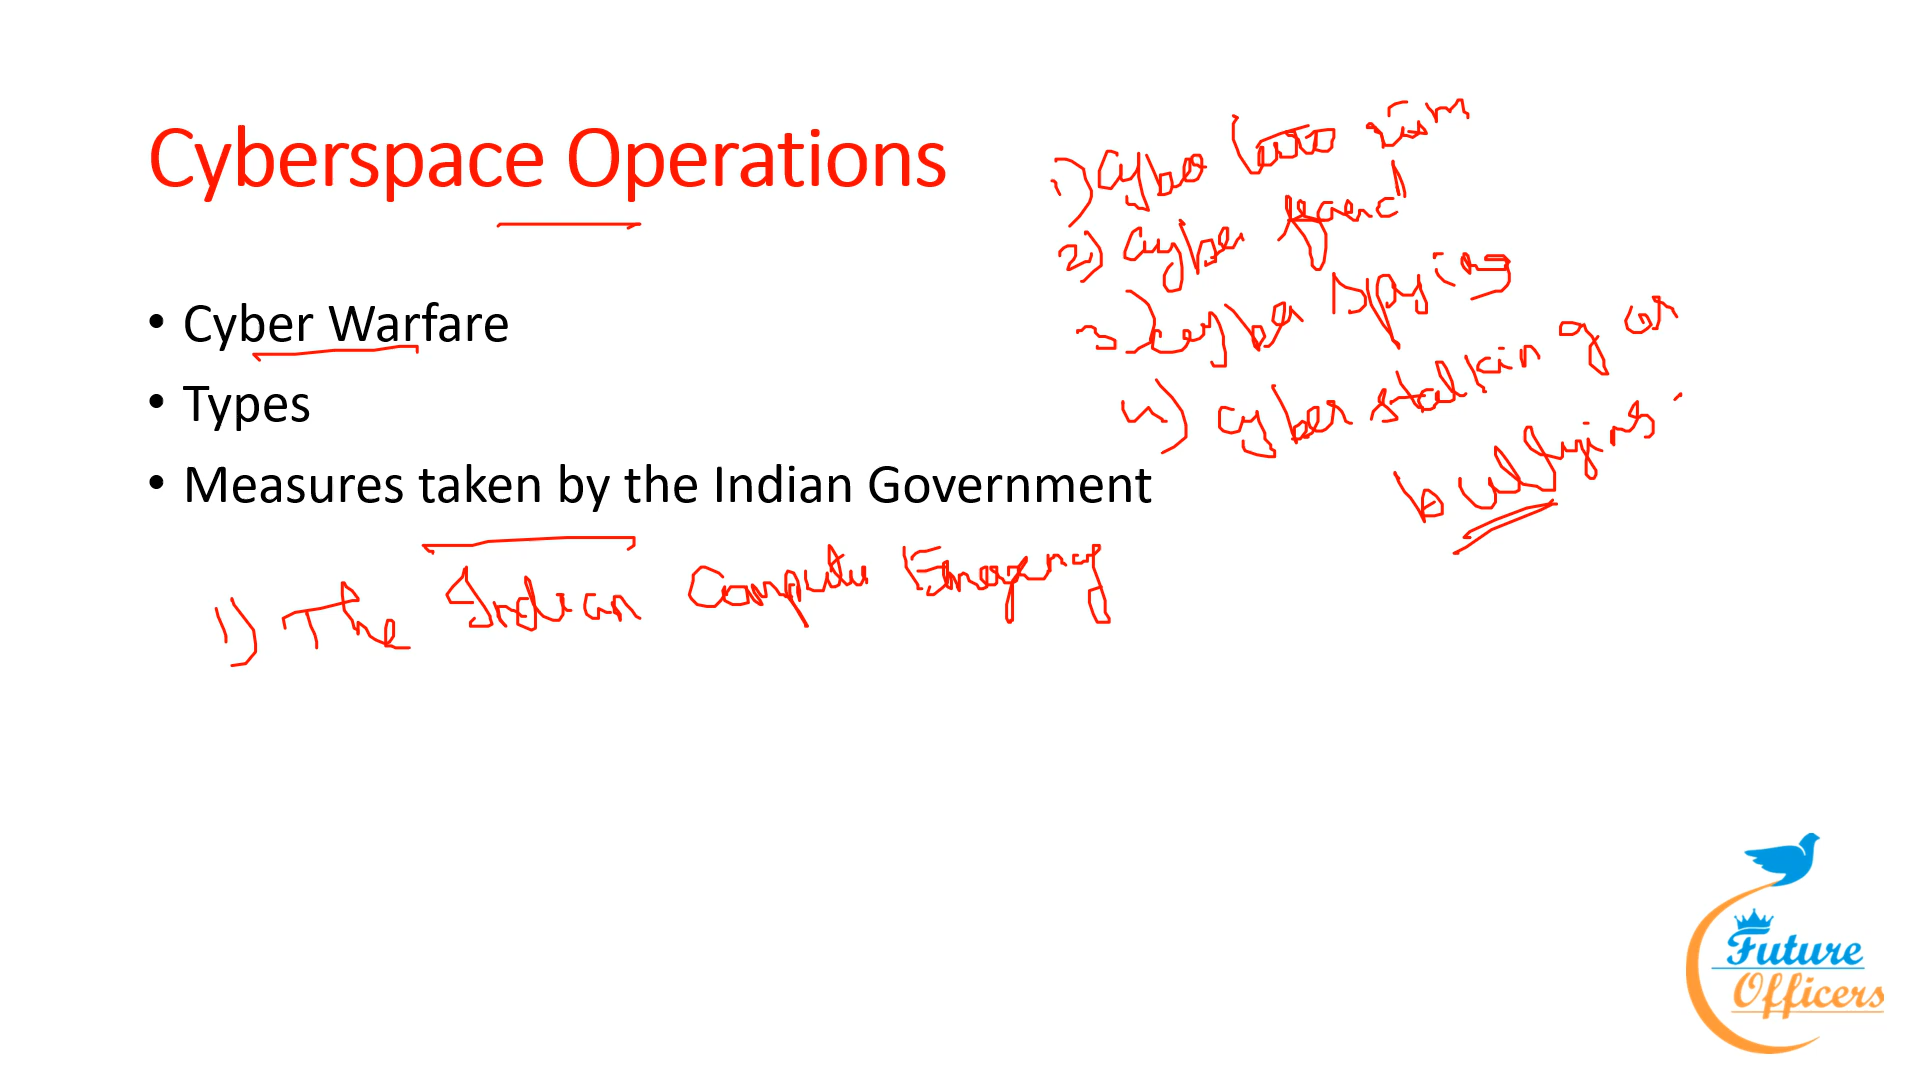 Cyberspace Operations
• Cyber Warfare
• Types
• Measures taken by the Indian Government
1) Cyber
2) Cyber fraud
3) Cyber Spying
4) Cyber stalking or
bullying.
1) The Indian Computer Emergency
Future
Officers